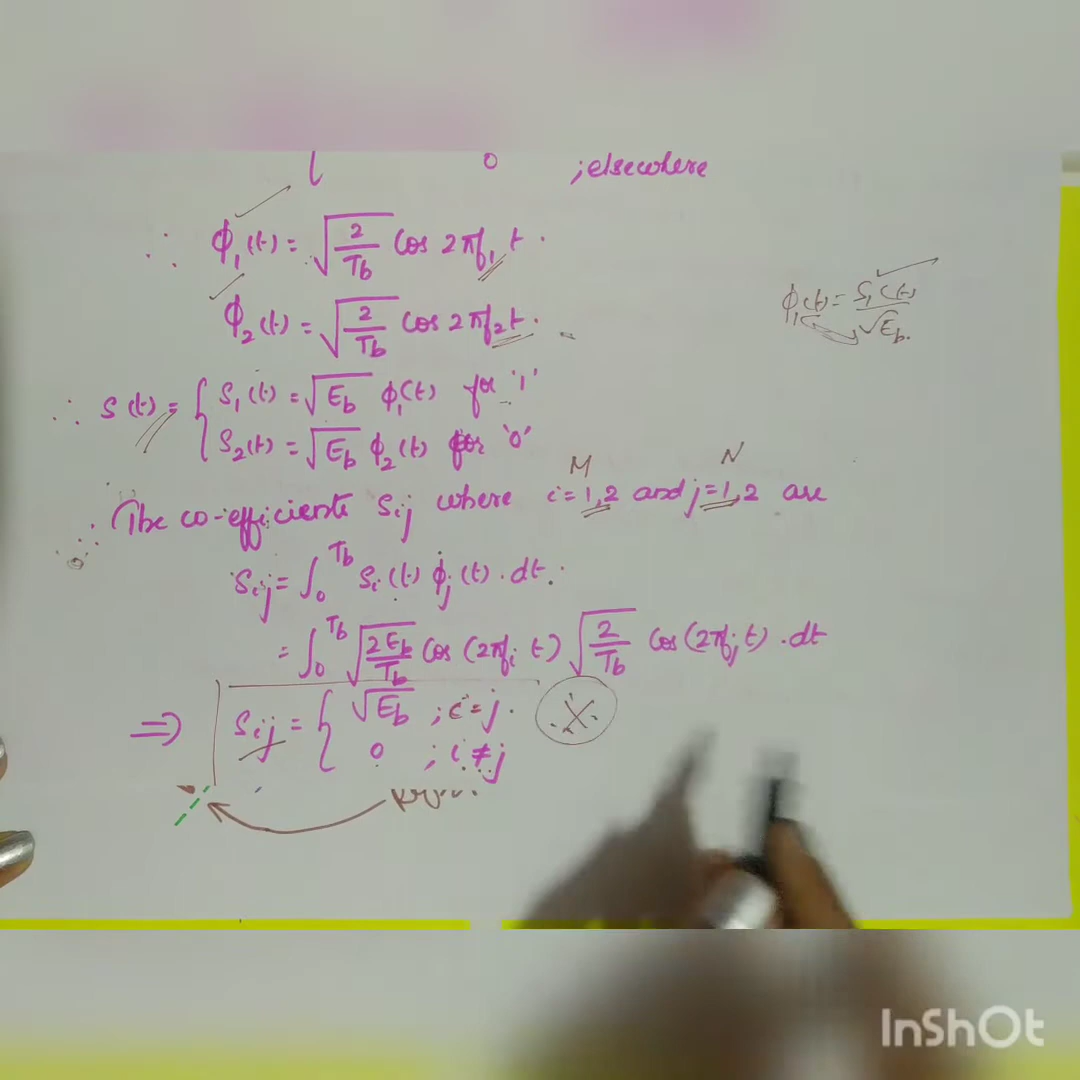 0 ; elsewhere
∴ ϕ₁(t) = √(2/Tb) Cos 2πf₁t.
ϕ₂(t) = √(2/Tb) Cos 2πf₂t.
ϕ₁(t) = S₁(t)/√Eb.
∴ S(t) = { S₁(t) = √Eb ϕ₁(t) for '1'
S₂(t) = √Eb ϕ₂(t) for '0'
M N
∴ The co-efficients Sij where i=1,2 and j=1,2 are
Sij = ∫₀^Tb Si(t) ϕj(t).dt.
= ∫₀^Tb √(2Eb/Tb) Cos(2πfi t) √(2/Tb) Cos(2πfj t).dt
⇒ Sij = { √Eb ; i=j.
0 ; i≠j
InShOt